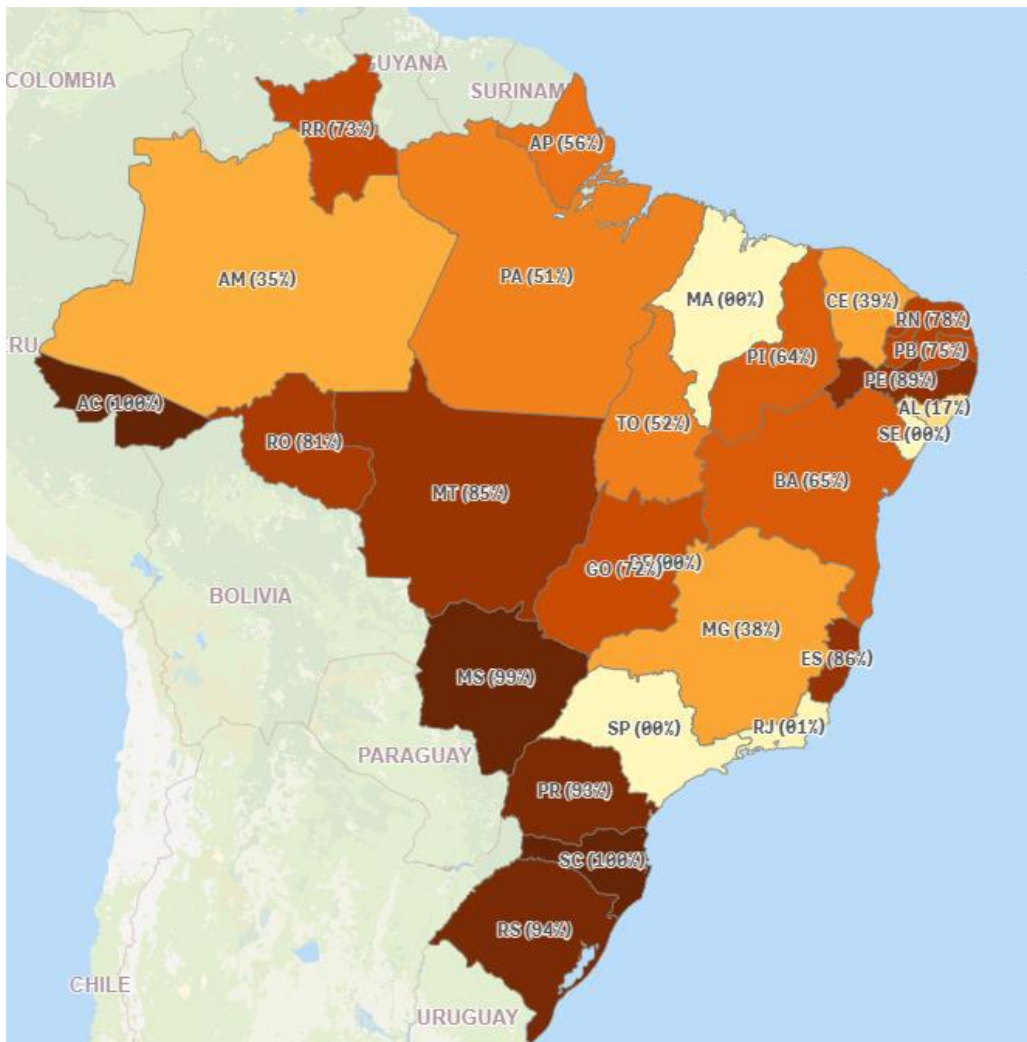 COLOMBIA
GUYANA
SURINAM
RR (73%)
AP (56%)
AM (35%)
PA (51%)
MA (00%)
CE (39%)
RN (78%)
ERU
PI (64%)
PB (75%)
PE (89%)
AC (100%)
AL (17%)
TO (52%)
SE (00%)
RO (81%)
MT (85%)
BA (65%)
GO (72%)
DF (00%)
BOLIVIA
MG (38%)
ES (86%)
MS (99%)
SP (00%)
RJ (01%)
PARAGUAY
PR (93%)
SC (100%)
RS (94%)
CHILE
URUGUAY